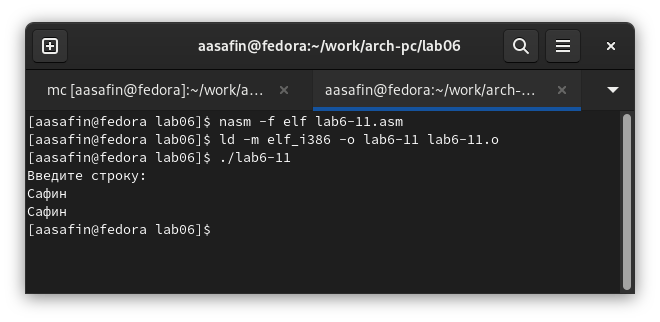 aasafin@fedora:~/work/arch-pc/lab06
mc [aasafin@fedora]:~/work/a...
aasafin@fedora:~/work/arch-...
[aasafin@fedora lab06]$ nasm -f elf lab6-11.asm
[aasafin@fedora lab06]$ ld -m elf_i386 -o lab6-11 lab6-11.o
[aasafin@fedora lab06]$ ./lab6-11
Введите строку:
Сафин
Сафин
[aasafin@fedora lab06]$